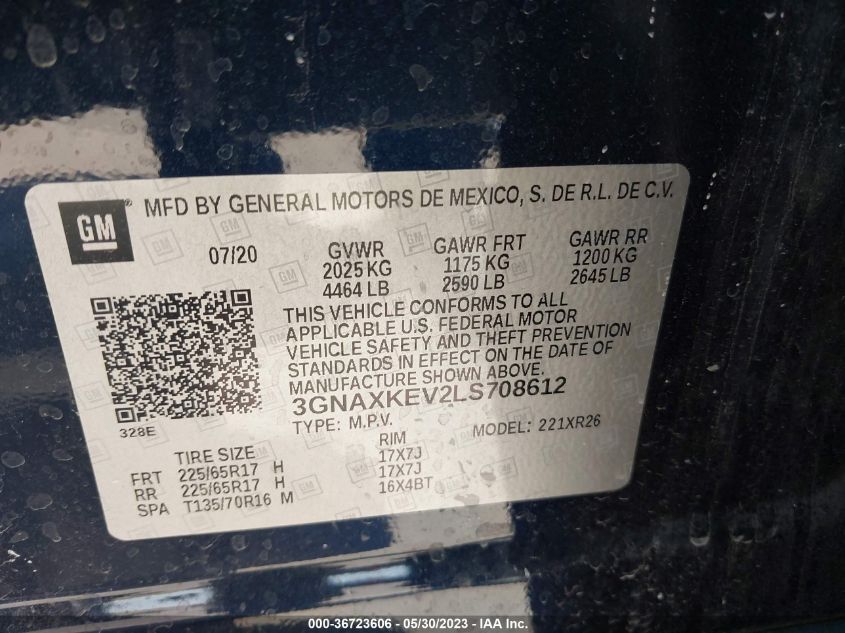 GM
MFD BY GENERAL MOTORS DE MEXICO, S. DE R.L. DE C.V.
07/20
GVWR
2025 KG
4464 LB
GAWR FRT
1175 KG
2590 LB
GAWR RR
1200 KG
2645 LB
THIS VEHICLE CONFORMS TO ALL
APPLICABLE U.S. FEDERAL MOTOR
VEHICLE SAFETY AND THEFT PREVENTION
STANDARDS IN EFFECT ON THE DATE OF
MANUFACTURE SHOWN ABOVE.
3GNAXKEV2LS708612
TYPE: M.P.V. MODEL: 221XR26
328E
TIRE SIZE RIM
FRT 225/65R17 H 17X7J
RR 225/65R17 H 17X7J
SPA T135/70R16 M 16X4BT
000-36723606 / 05/30/2023 - © IAA, Inc.